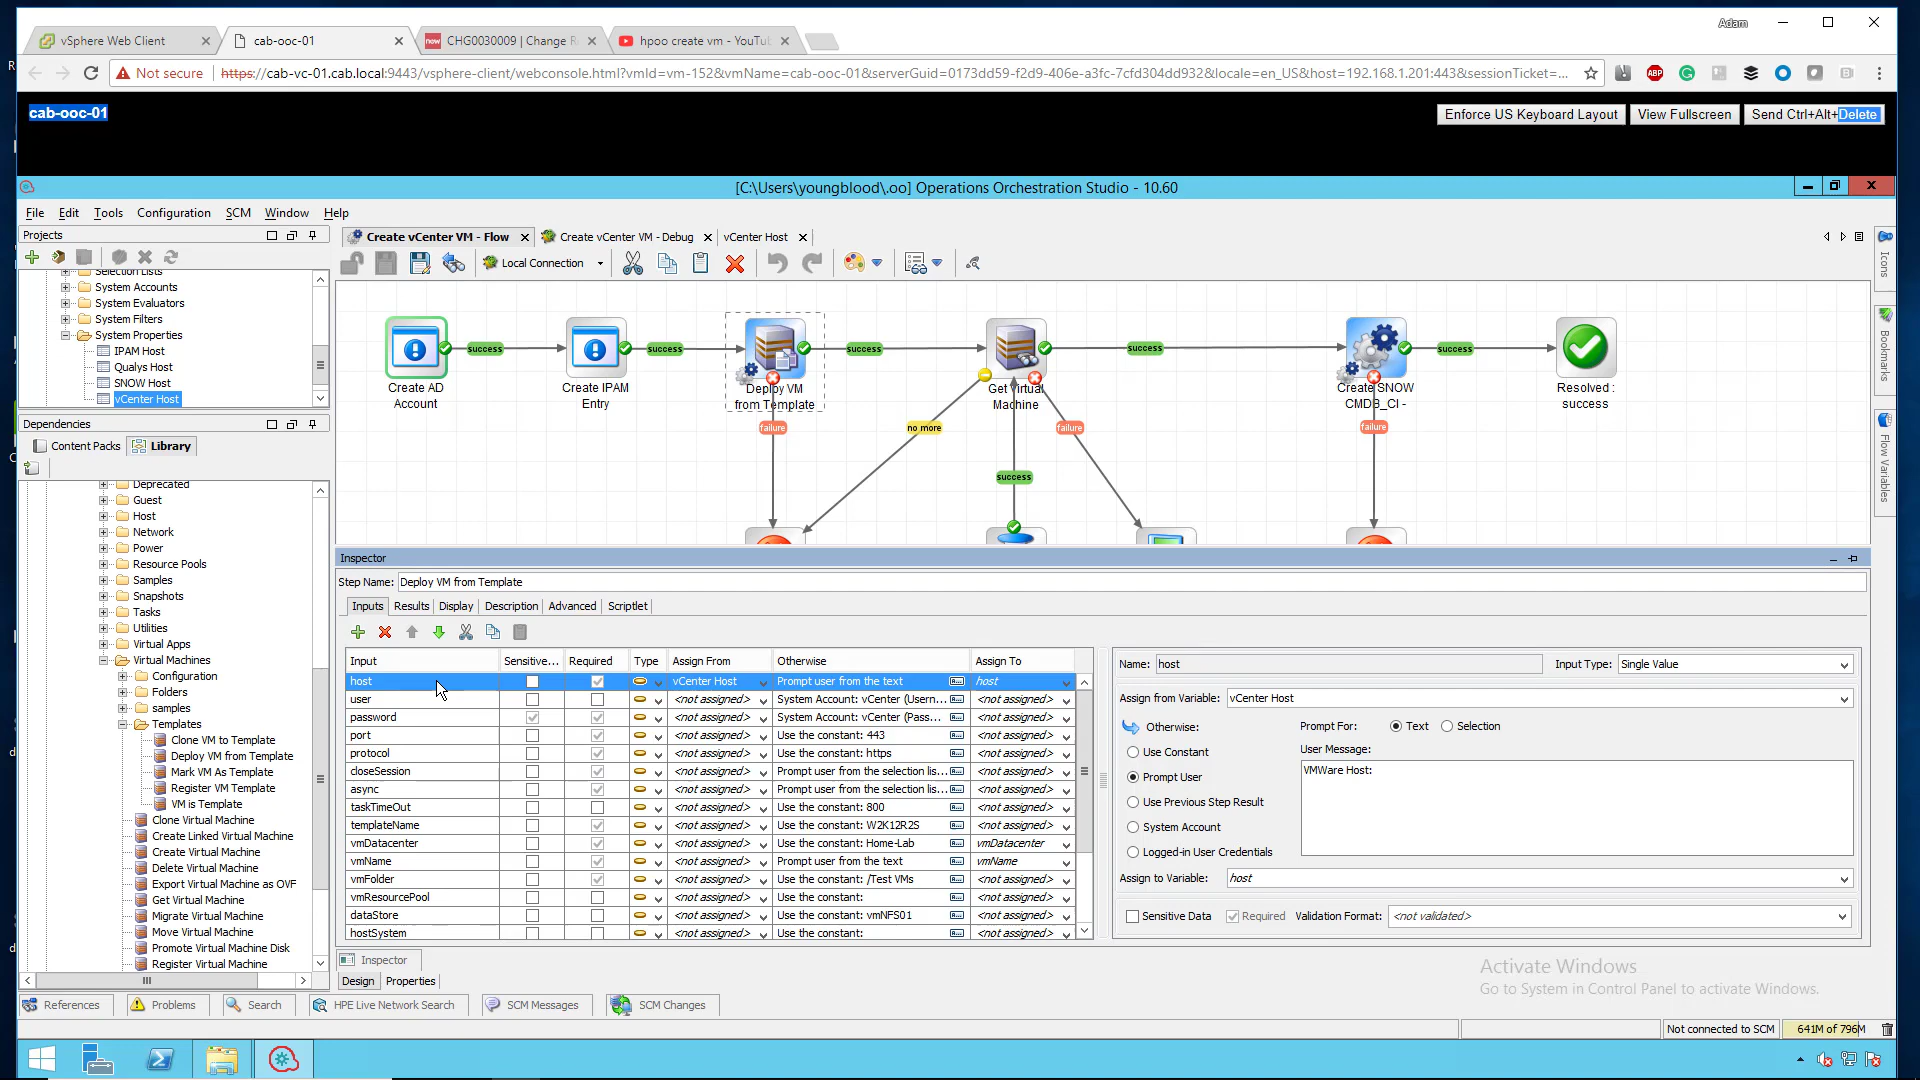 Adam
vSphere Web Client
cab-ooc-01
CHG0030009 | Change R
hpoo create vm - YouTu
Not secure
https://cab-vc-01.cab.local:9443/vsphere-client/webconsole.html?vmId=vm-152&vmName=cab-ooc-01&serverGuid=0173dd59-f2d9-406e-a3fc-7cfd304dd932&locale=en_US&host=192.168.1.201:443&sessionTicket=...
cab-ooc-01
Enforce US Keyboard Layout
View Fullscreen
Send Ctrl+Alt+Delete
[C:\Users\youngblood\.oo] Operations Orchestration Studio - 10.60
File Edit Tools Configuration SCM Window Help
Projects
Selection Lists
System Accounts
System Evaluators
System Filters
System Properties
IPAM Host
Qualys Host
SNOW Host
vCenter Host
Dependencies
Content Packs
Library
Deprecated
Guest
Host
Network
Power
Resource Pools
Samples
Snapshots
Tasks
Utilities
Virtual Apps
Virtual Machines
Configuration
Folders
samples
Templates
Clone VM to Template
Deploy VM from Template
Mark VM As Template
Register VM Template
VM is Template
Clone Virtual Machine
Create Linked Virtual Machine
Create Virtual Machine
Delete Virtual Machine
Export Virtual Machine as OVF
Get Virtual Machine
Migrate Virtual Machine
Move Virtual Machine
Promote Virtual Machine Disk
Register Virtual Machine
Create vCenter VM - Flow
Create vCenter VM - Debug
vCenter Host
Local Connection
Create AD
Account
success
Create IPAM
Entry
success
Deploy VM
from Template
success
Get Virtual
Machine
success
Create SNOW
CMDB_CI -
success
Resolved :
success
failure
no more
failure
failure
success
Icons
Bookmarks
Flow Variables
Inspector
Step Name: Deploy VM from Template
Inputs Results Display Description Advanced Scriptlet
Input Sensitive... Required Type Assign From Otherwise Assign To
host vCenter Host Prompt user from the text host
user <not assigned> System Account: vCenter (Usern... <not assigned>
password <not assigned> System Account: vCenter (Pass... <not assigned>
port <not assigned> Use the constant: 443 <not assigned>
protocol <not assigned> Use the constant: https <not assigned>
closeSession <not assigned> Prompt user from the selection lis... <not assigned>
async <not assigned> Prompt user from the selection lis... <not assigned>
taskTimeOut <not assigned> Use the constant: 800 <not assigned>
templateName <not assigned> Use the constant: W2K12R2S <not assigned>
vmDatacenter <not assigned> Use the constant: Home-Lab vmDatacenter
vmName <not assigned> Prompt user from the text vmName
vmFolder <not assigned> Use the constant: /Test VMs <not assigned>
vmResourcePool <not assigned> Use the constant: <not assigned>
dataStore <not assigned> Use the constant: vmNFS01 <not assigned>
hostSystem <not assigned> Use the constant: <not assigned>
Name: host
Input Type: Single Value
Assign from Variable: vCenter Host
Otherwise:
Use Constant
Prompt User
Use Previous Step Result
System Account
Logged-in User Credentials
Prompt For: Text Selection
User Message:
VMWare Host:
Assign to Variable: host
Sensitive Data Required Validation Format: <not validated>
Inspector
Design Properties
Activate Windows
Go to System in Control Panel to activate Windows.
References Problems Search HPE Live Network Search SCM Messages SCM Changes
Not connected to SCM
641M of 796M